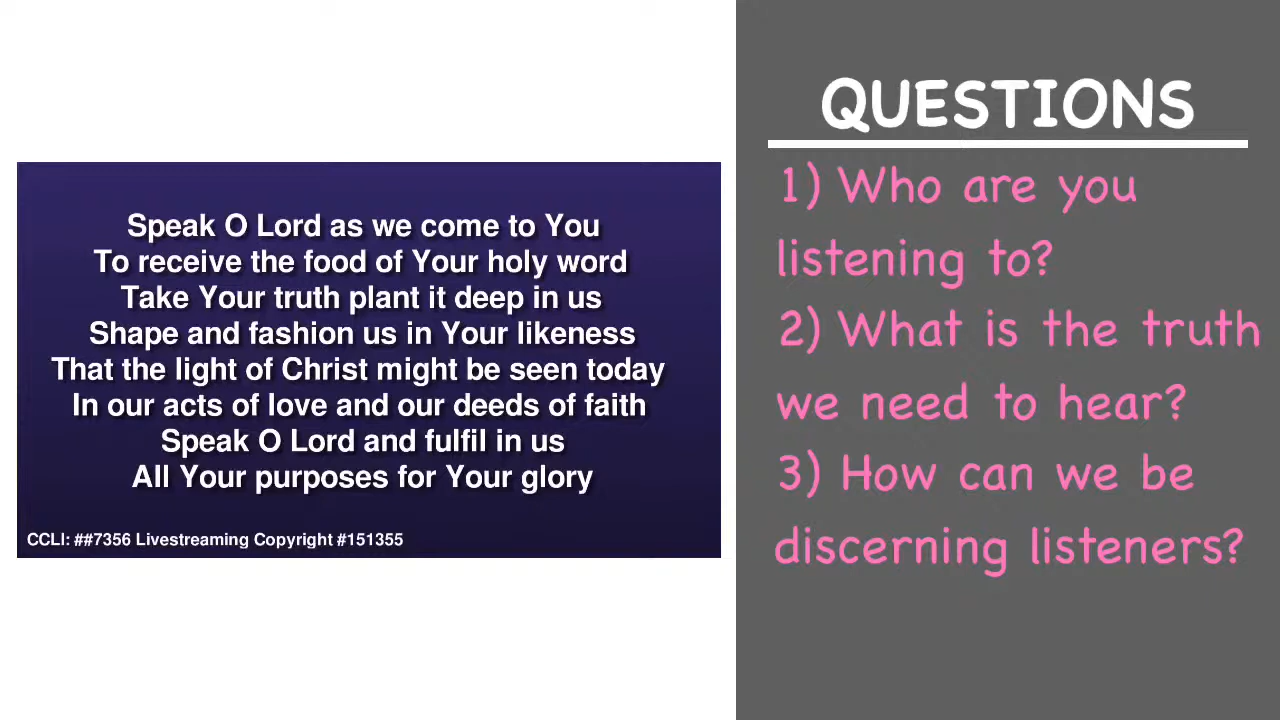 Speak O Lord as we come to You
To receive the food of Your holy word
Take Your truth plant it deep in us
Shape and fashion us in Your likeness
That the light of Christ might be seen today
In our acts of love and our deeds of faith
Speak O Lord and fulfil in us
All Your purposes for Your glory
CCLI: ##7356 Livestreaming Copyright #151355
QUESTIONS
1) Who are you
listening to?
2) What is the truth
we need to hear?
3) How can we be
discerning listeners?